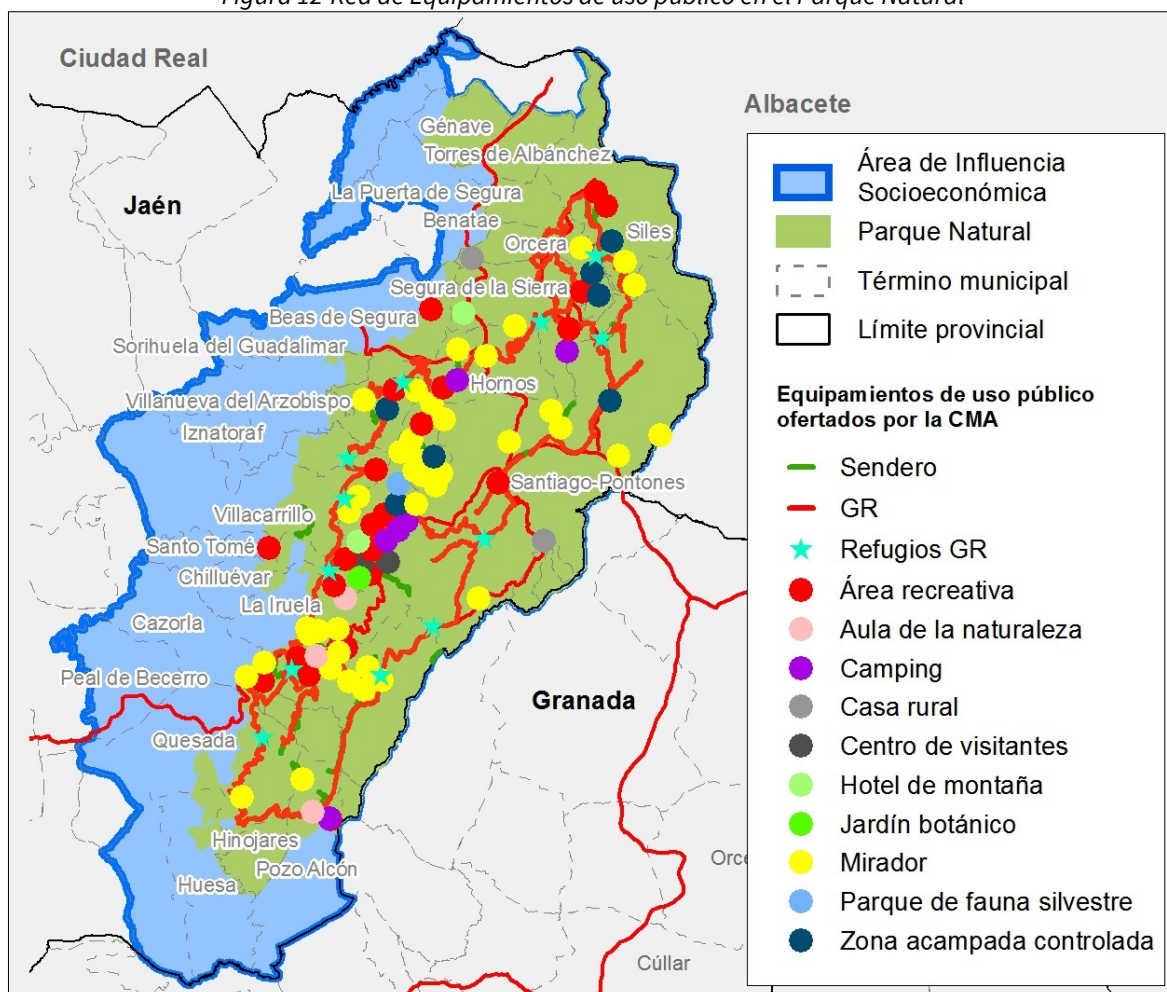 Figura 12 Red de Equipamientos de uso público en el Parque Natural
Ciudad Real
Albacete
Jaén
Granada
Génave
Torres de Albánchez
La Puerta de Segura
Benatae
Orcera
Siles
Segura de la Sierra
Beas de Segura
Sorihuela del Guadalimar
Hornos
Villanueva del Arzobispo
Iznatoraf
Santiago-Pontones
Villacarrillo
Santo Tomé
Chilluévar
La Iruela
Cazorla
Peal de Becerro
Quesada
Hinojares
Pozo Alcón
Huesa
Orce
Cúllar
Área de Influencia
Socioeconómica
Parque Natural
Término municipal
Límite provincial
Equipamientos de uso público
ofertados por la CMA
Sendero
GR
Refugios GR
Área recreativa
Aula de la naturaleza
Camping
Casa rural
Centro de visitantes
Hotel de montaña
Jardín botánico
Mirador
Parque de fauna silvestre
Zona acampada controlada